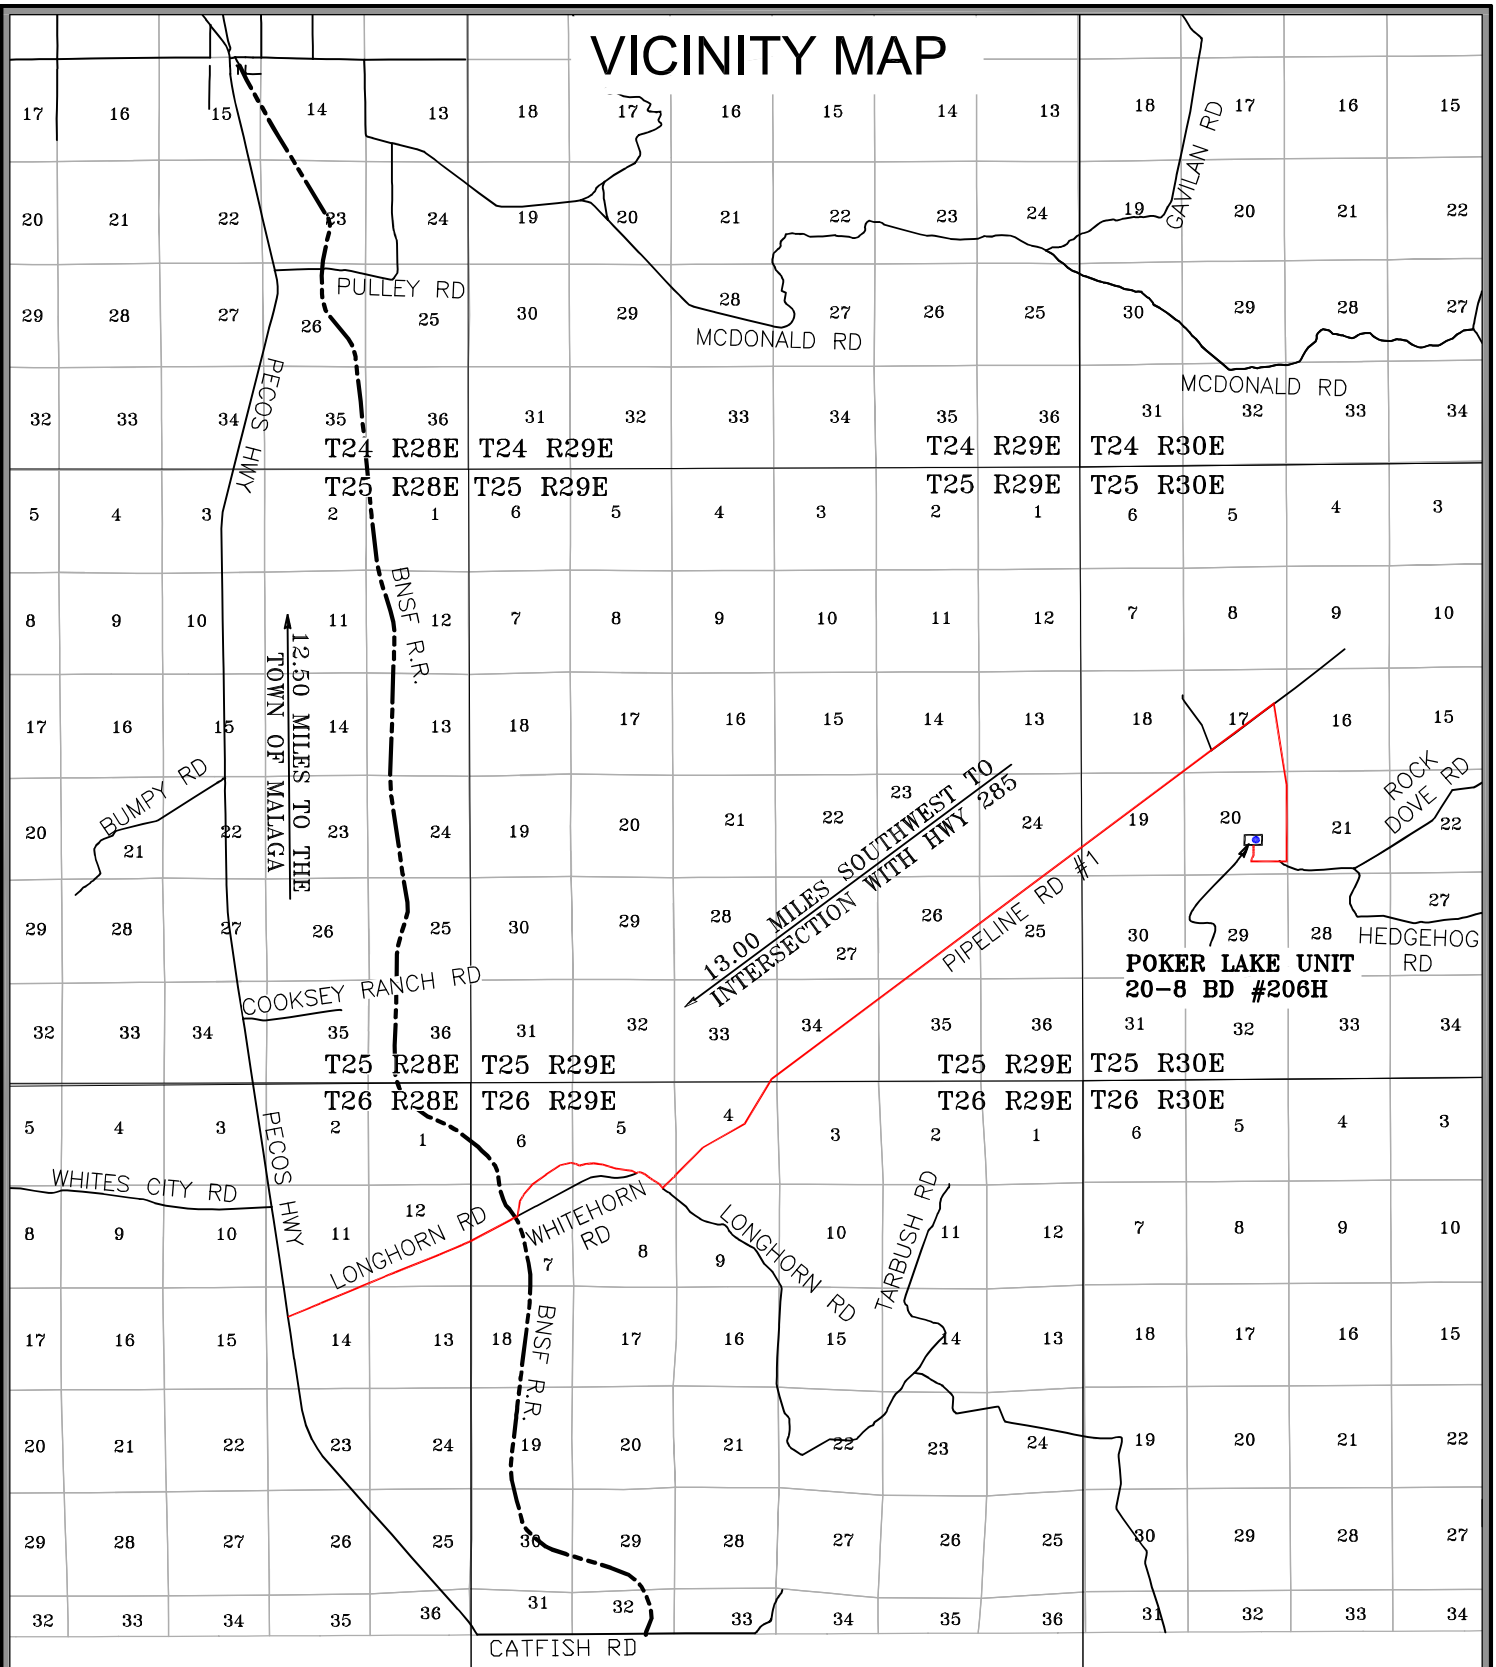 VICINITY MAP
17 16 15 14 13 18 17 16 15 14 13 18 17 16 15
GAVILAN RD
20 21 22 23 24 19 20 21 22 23 24 19 20 21 22
PULLEY RD
29 28 27 26 25 30 29 28 27 26 25 30 29 28 27
MCDONALD RD
MCDONALD RD
PECOS HWY
32 33 34 35 36 31 32 33 34 35 36 31 32 33 34
T24 R28E T24 R29E T24 R29E T24 R30E
T25 R28E T25 R29E T25 R29E T25 R30E
5 4 3 2 1 6 5 4 3 2 1 6 5 4 3
BNSF R.R.
8 9 10 11 12 7 8 9 10 11 12 7 8 9 10
12.50 MILES TO THE
TOWN OF MALAGA
17 16 15 14 13 18 17 16 15 14 13 18 17 16 15
BUMPY RD
ROCK
DOVE RD
13.00 MILES SOUTHWEST TO
INTERSECTION WITH HWY 285
20 21 22 23 24 19 20 21 22 23 24 19 20 21 22
PIPELINE RD #1
29 28 27 26 25 30 29 28 27 26 25 30 29 28 27
HEDGEHOG
RD
POKER LAKE UNIT
20-8 BD #206H
COOKSEY RANCH RD
32 33 34 35 36 31 32 33 34 35 36 31 32 33 34
T25 R28E T25 R29E T25 R29E T25 R30E
T26 R28E T26 R29E T26 R29E T26 R30E
5 4 3 2 1 6 5 4 3 2 1 6 5 4 3
WHITES CITY RD
PECOS HWY
LONGHORN RD
WHITEHORN
RD
LONGHORN RD
TARBUSH RD
8 9 10 11 12 7 8 9 10 11 12 7 8 9 10
BNSF R.R.
17 16 15 14 13 18 17 16 15 14 13 18 17 16 15
20 21 22 23 24 19 20 21 22 23 24 19 20 21 22
29 28 27 26 25 30 29 28 27 26 25 30 29 28 27
32 33 34 35 36 31 32 33 34 35 36 31 32 33 34
CATFISH RD